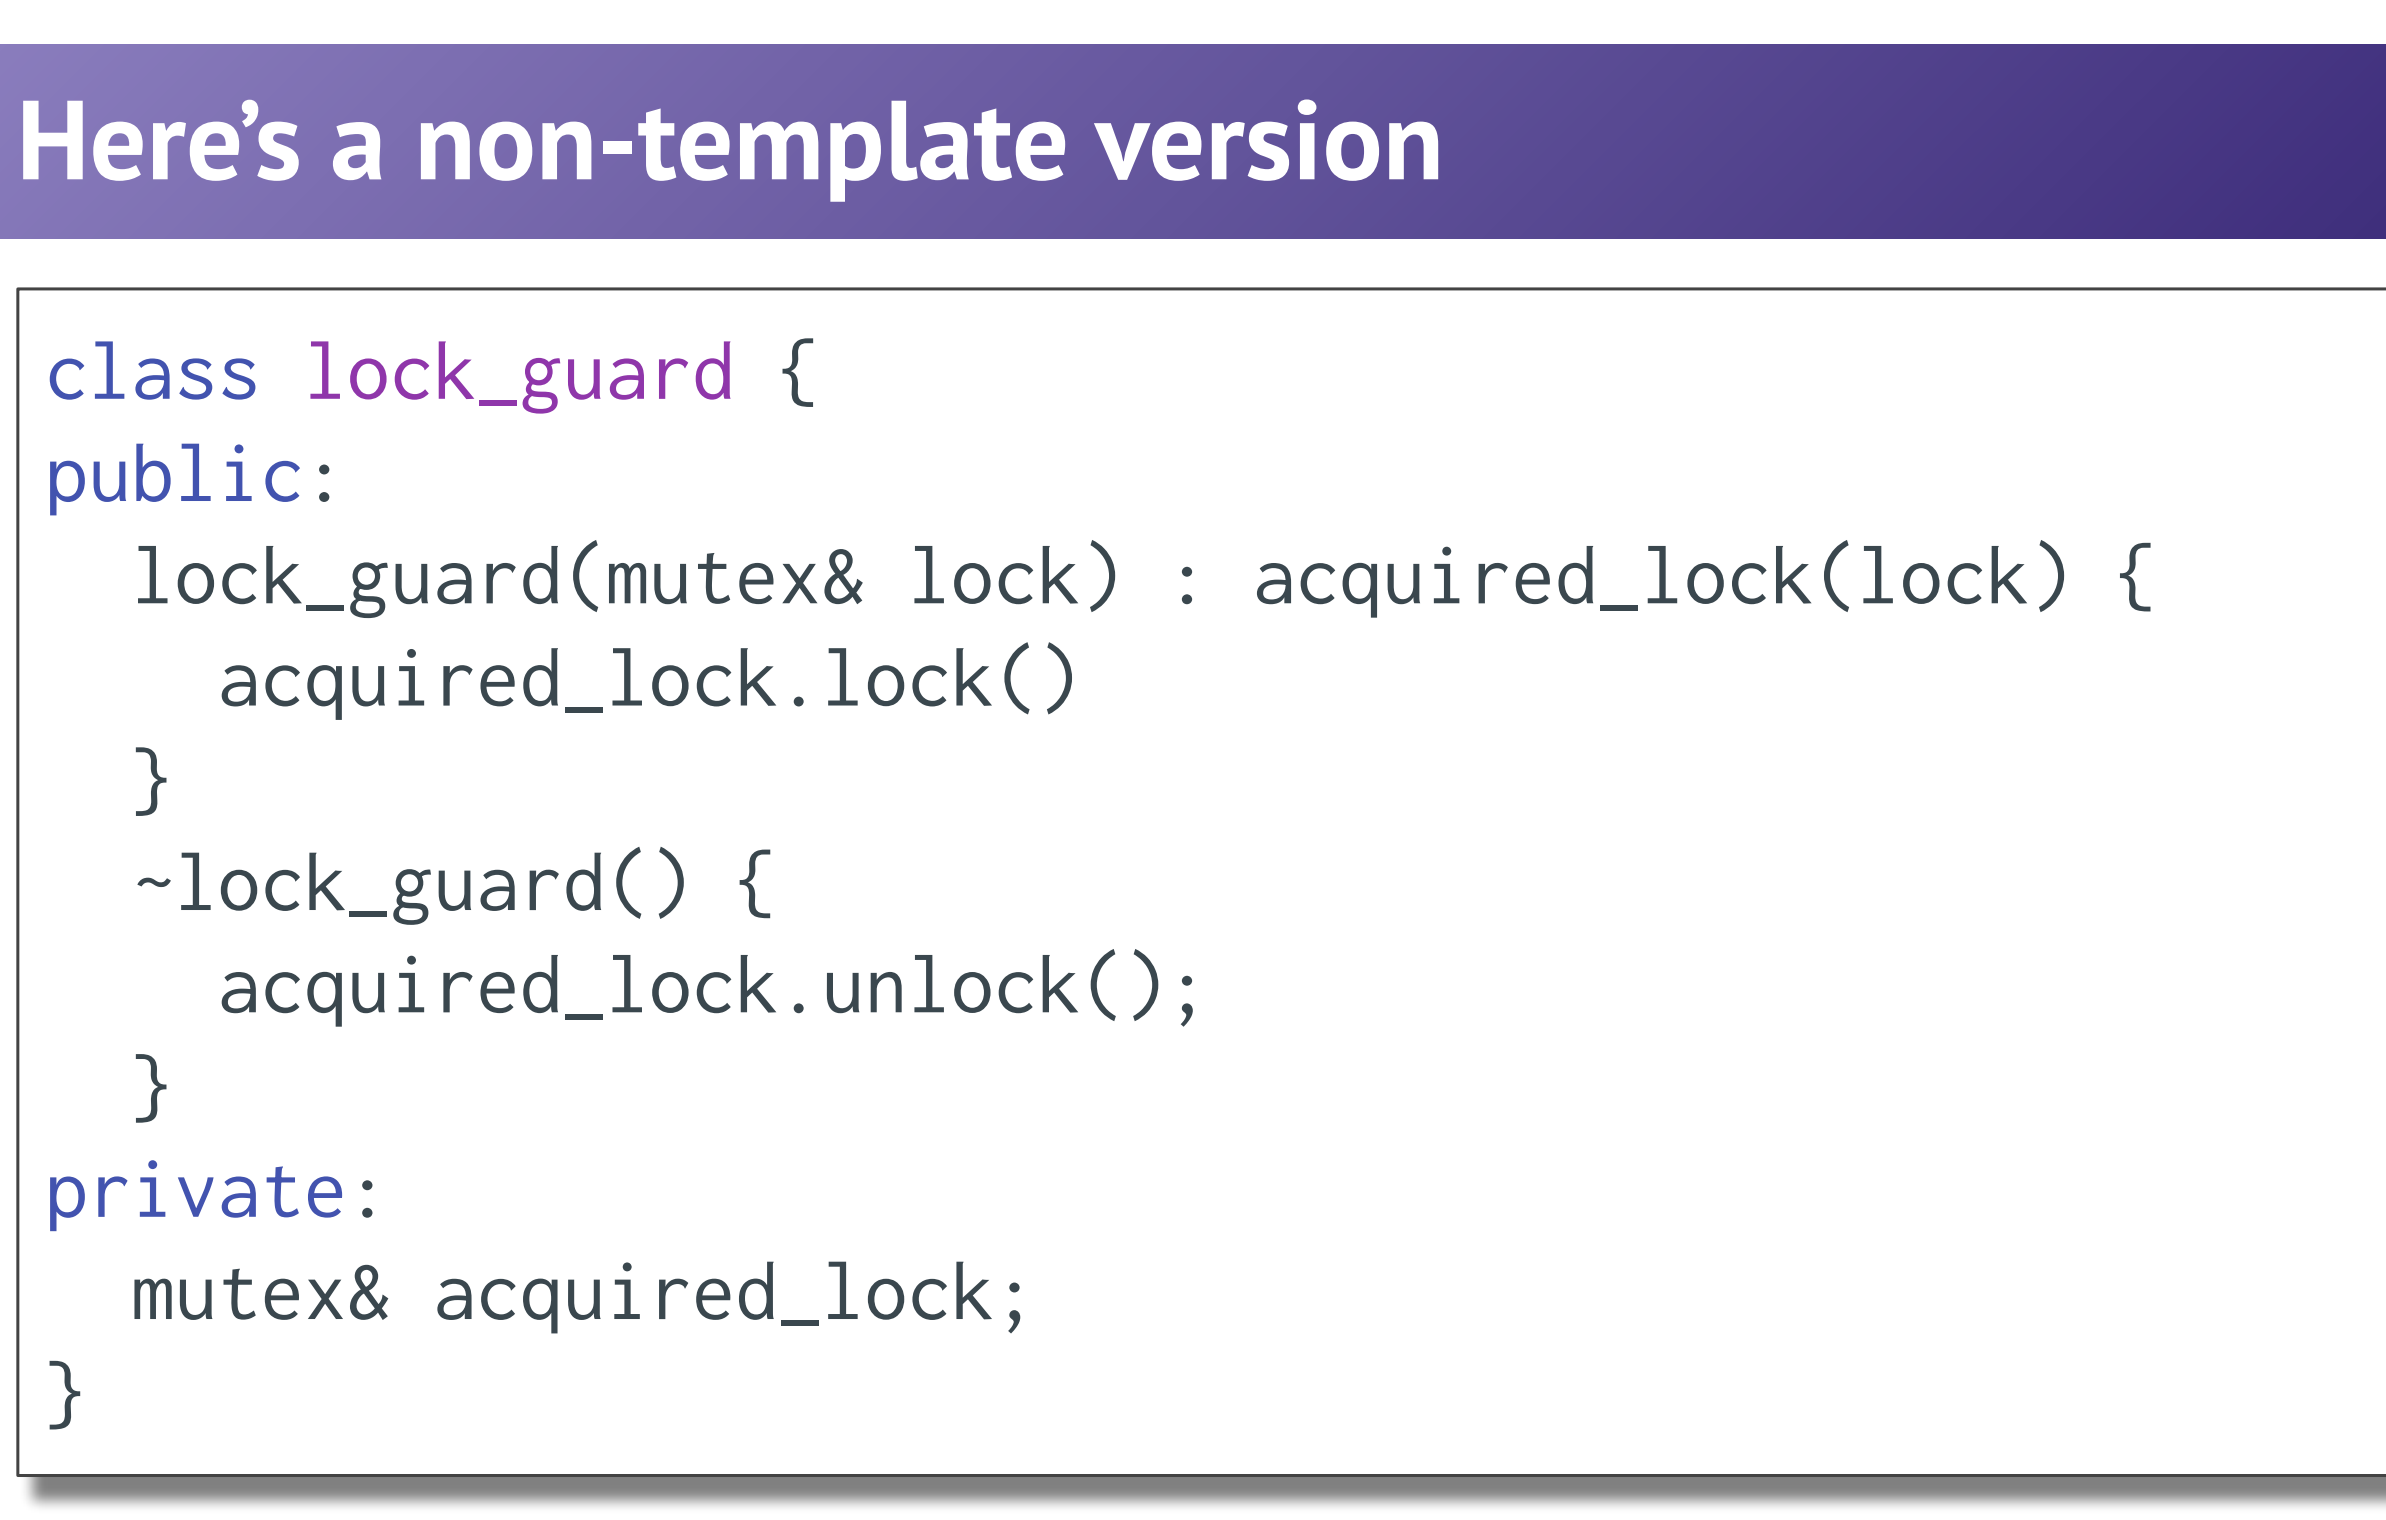 Here’s a non-template version
class lock_guard {
public:
  lock_guard(mutex& lock) : acquired_lock(lock) {
    acquired_lock.lock()
  }
  ~lock_guard() {
    acquired_lock.unlock();
  }
private:
  mutex& acquired_lock;
}